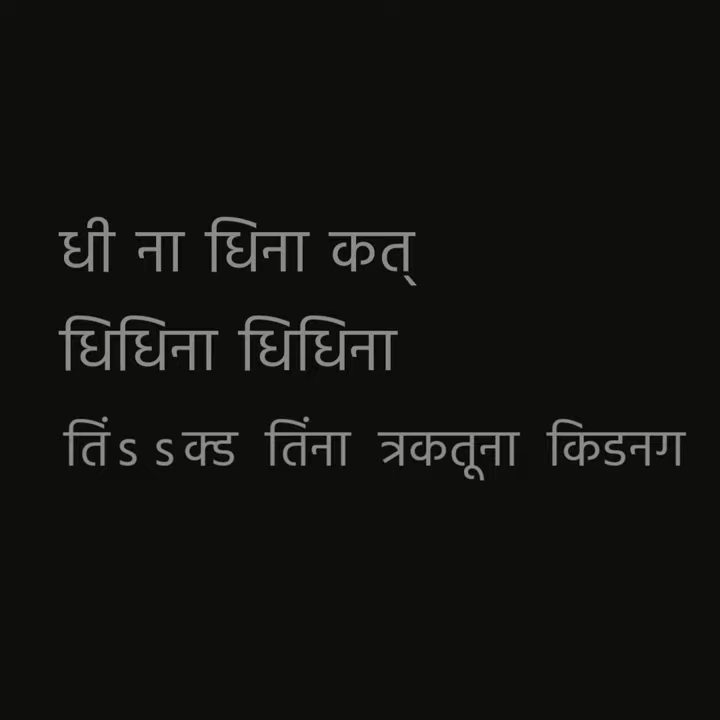 धी ना धिना कत्
धिधिना धिधिना
तिंऽ ऽक्ड तिंना त्रकतूना किडनग